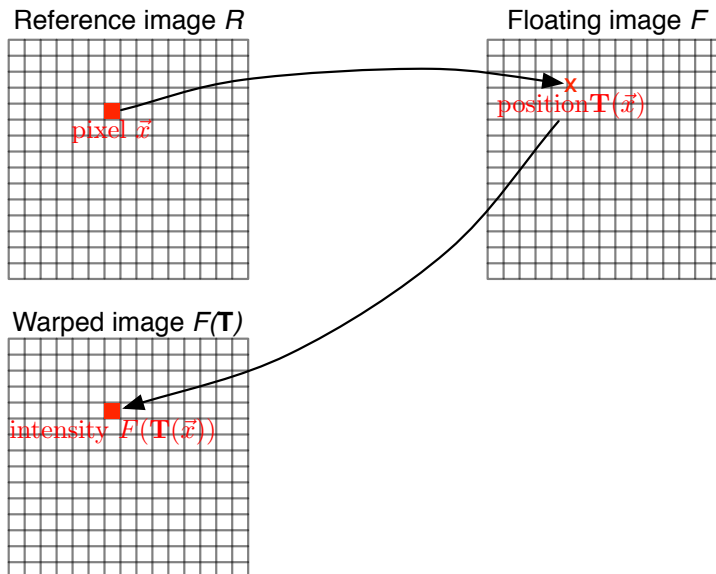 Reference image R
Floating image F
x
position T(x⃗)
pixel x⃗
Warped image F(T)
intensity F(T(x⃗))